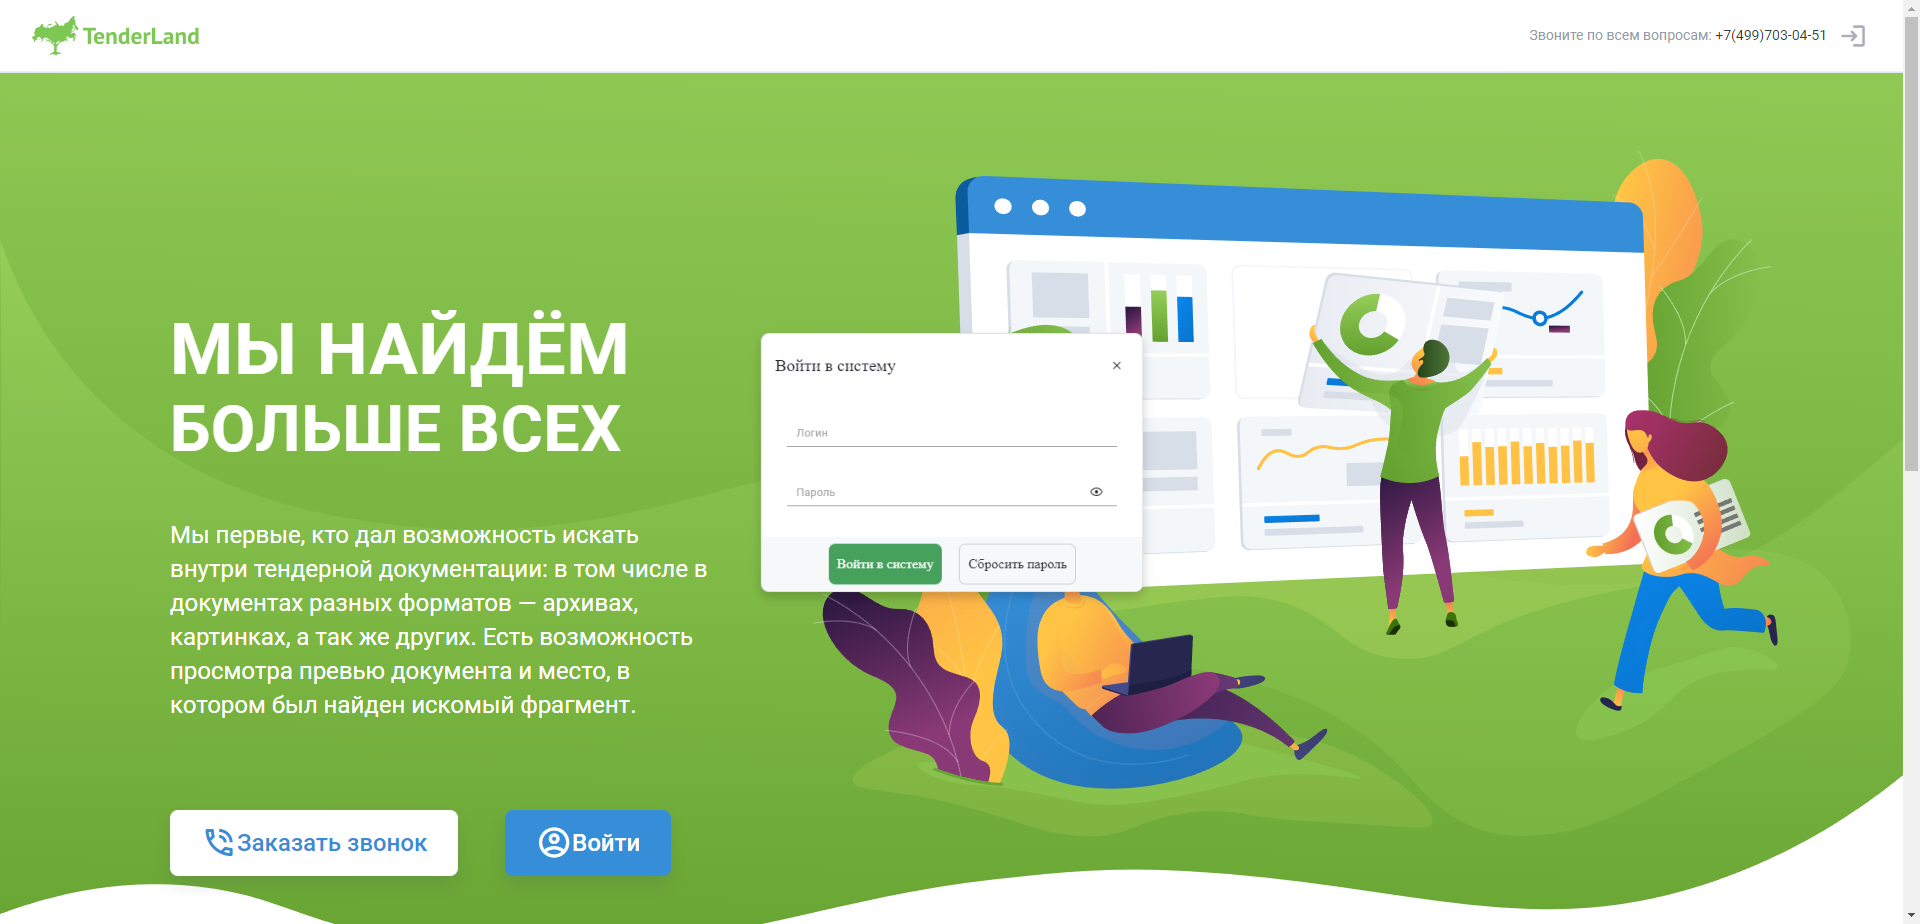 TenderLand
Звоните по всем вопросам: +7(499)703-04-51
МЫ НАЙДЁМ
БОЛЬШЕ ВСЕХ
Мы первые, кто дал возможность искать
внутри тендерной документации: в том числе в
документах разных форматов — архивах,
картинках, а так же других. Есть возможность
просмотра превью документа и место, в
котором был найден искомый фрагмент.
Заказать звонок
Войти
Войти в систему
×
Логин
Пароль
Войти в систему
Сбросить пароль